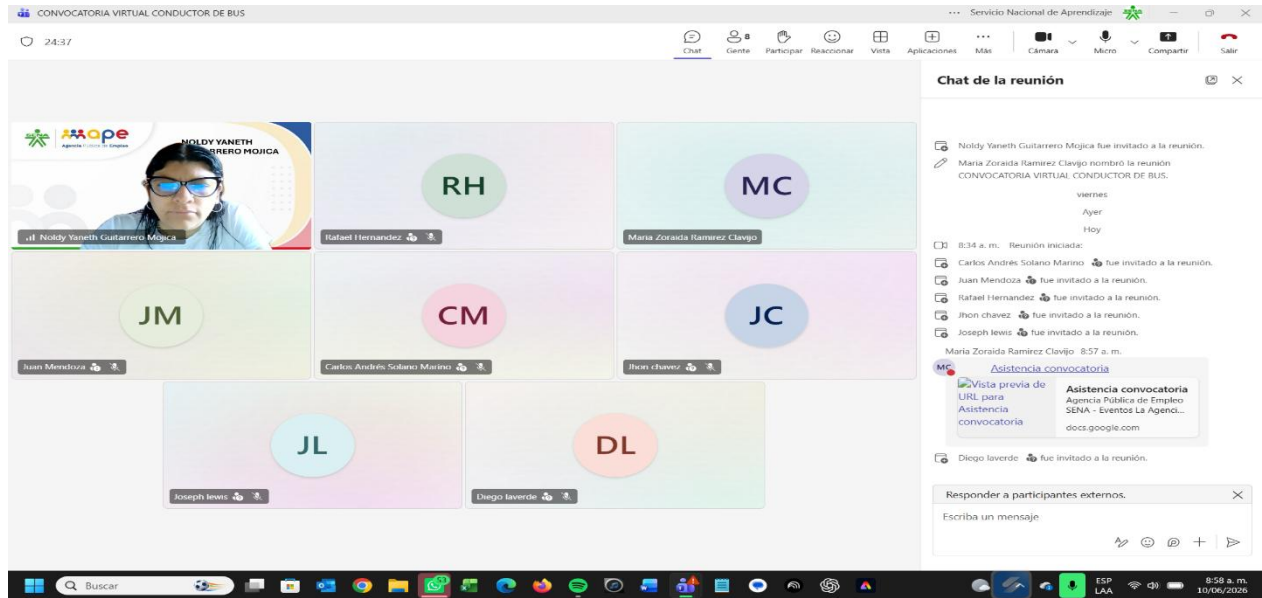 CONVOCATORIA VIRTUAL CONDUCTOR DE BUS
Servicio Nacional de Aprendizaje
24:37
Chat
Gente
8
Participar
Reaccionar
Vista
Aplicaciones
Más
Cámara
Micro
Compartir
Salir
SENA
ape
Agencia Pública de Empleo
NOLDY YANETH
RRERO MOJICA
Noldy Yaneth Guitarrero Mojica
RH
Rafael Hernandez
MC
Maria Zoraida Ramirez Clavijo
JM
Juan Mendoza
CM
Carlos Andrés Solano Marino
JC
Jhon chavez
JL
Joseph lewis
DL
Diego laverde
Chat de la reunión
Noldy Yaneth Guitarrero Mojica fue invitado a la reunión.
Maria Zoraida Ramirez Clavijo nombró la reunión
CONVOCATORIA VIRTUAL CONDUCTOR DE BUS.
viernes
Ayer
Hoy
8:34 a. m. Reunión iniciada:
Carlos Andrés Solano Marino fue invitado a la reunión.
Juan Mendoza fue invitado a la reunión.
Rafael Hernandez fue invitado a la reunión.
Jhon chavez fue invitado a la reunión.
Joseph lewis fue invitado a la reunión.
Maria Zoraida Ramirez Clavijo 8:57 a. m.
MC
Asistencia convocatoria
Vista previa de
URL para
Asistencia
convocatoria
Asistencia convocatoria
Agencia Pública de Empleo
SENA - Eventos La Agenci...
docs.google.com
Diego laverde fue invitado a la reunión.
Responder a participantes externos.
Escriba un mensaje
Buscar
53
ESP
LAA
8:58 a. m.
10/06/2026